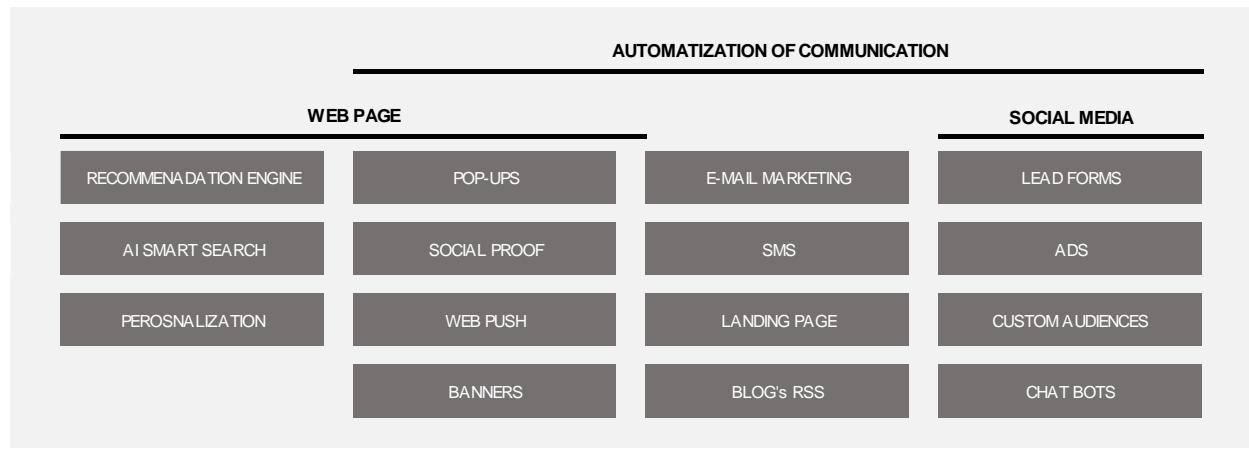 AUTOMATIZATION OF COMMUNICATION
WEB PAGE
SOCIAL MEDIA
RECOMMENADATION ENGINE
POP-UPS
E-MAIL MARKETING
LEAD FORMS
AI SMART SEARCH
SOCIAL PROOF
SMS
ADS
PEROSNALIZATION
WEB PUSH
LANDING PAGE
CUSTOM AUDIENCES
BANNERS
BLOG's RSS
CHAT BOTS